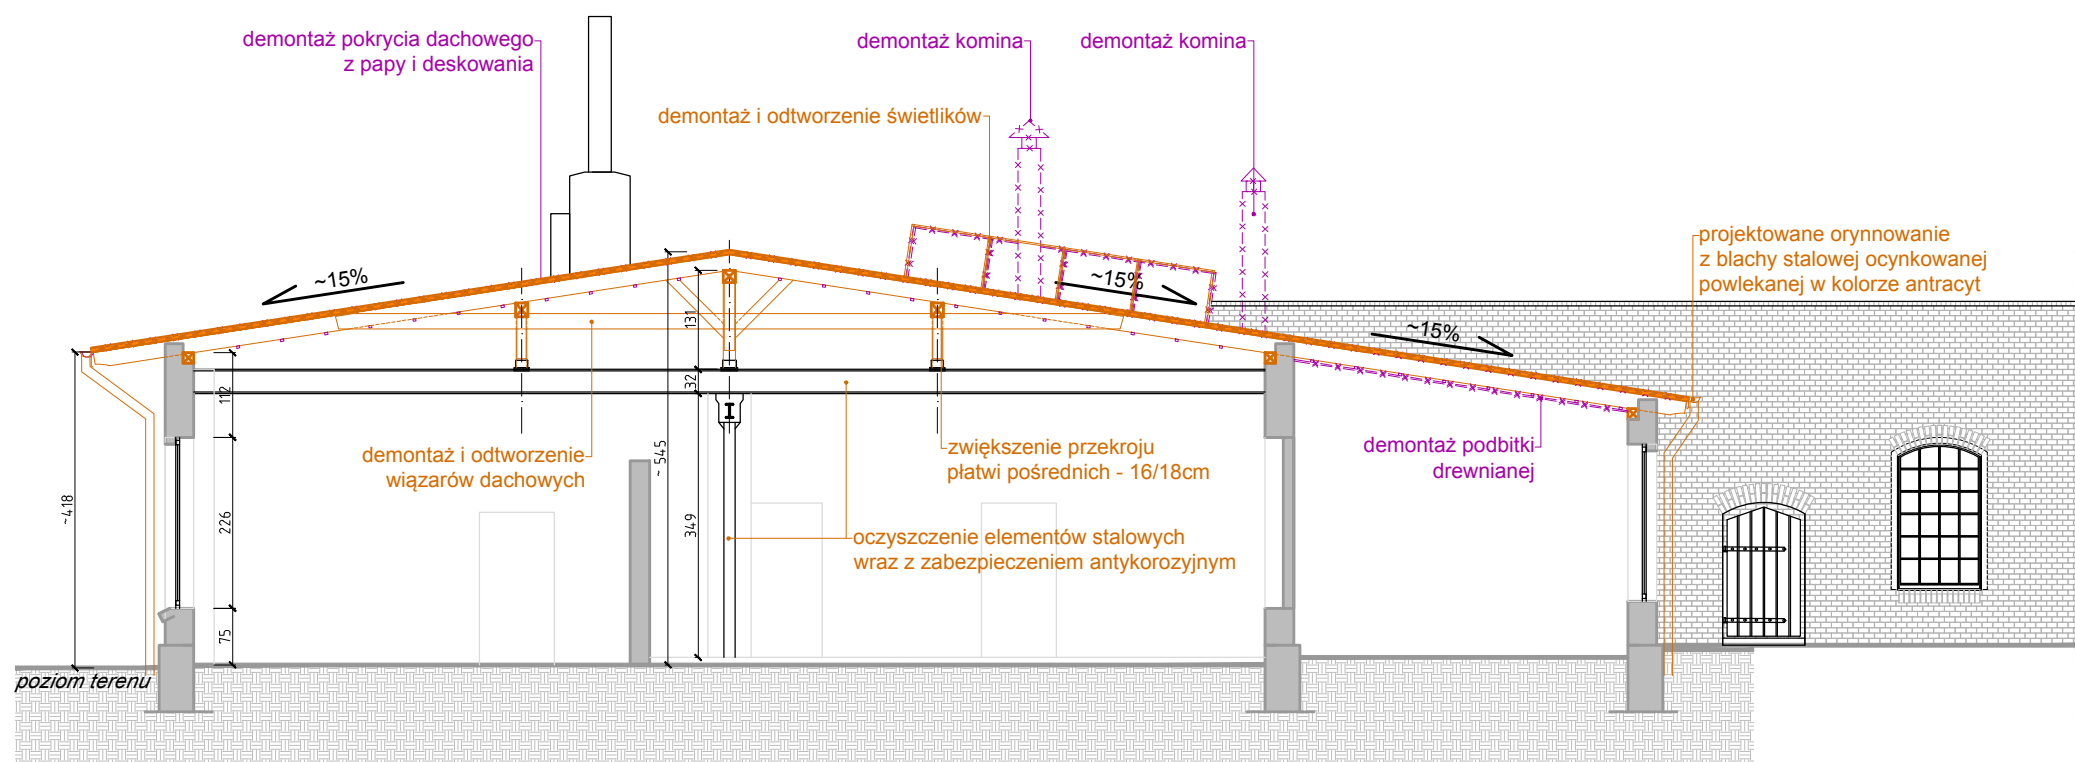 demontaż pokrycia dachowego
z papy i deskowania
demontaż komina
demontaż komina
demontaż i odtworzenie świetlików
projektowane orynnowanie
z blachy stalowej ocynkowanej
powlekanej w kolorze antracyt
~15%
~15%
~15%
131
32
112
~ 545
~418
226
349
75
demontaż i odtworzenie
wiązarów dachowych
zwiększenie przekroju
płatwi pośrednich - 16/18cm
demontaż podbitki
drewnianej
oczyszczenie elementów stalowych
wraz z zabezpieczeniem antykorozyjnym
poziom terenu